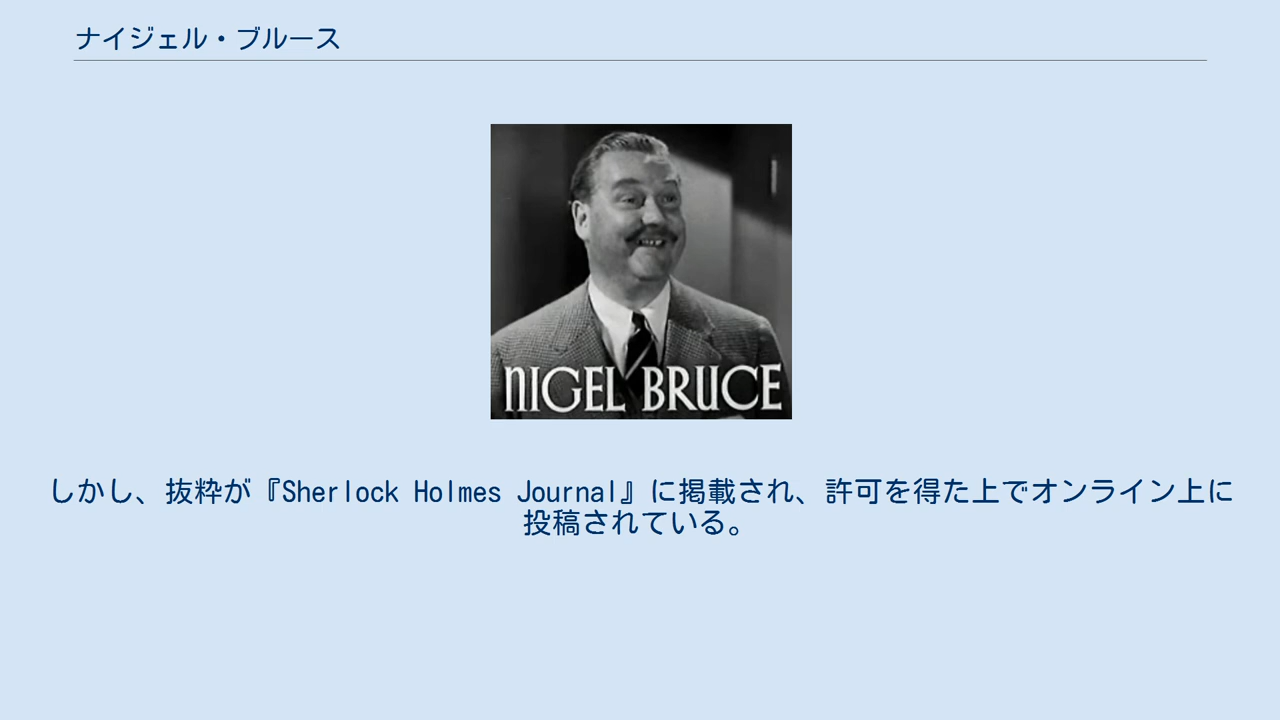 ナイジェル・ブルース
NIGEL BRUCE
しかし、抜粋が『Sherlock Holmes Journal』に掲載され、許可を得た上でオンライン上に
投稿されている。